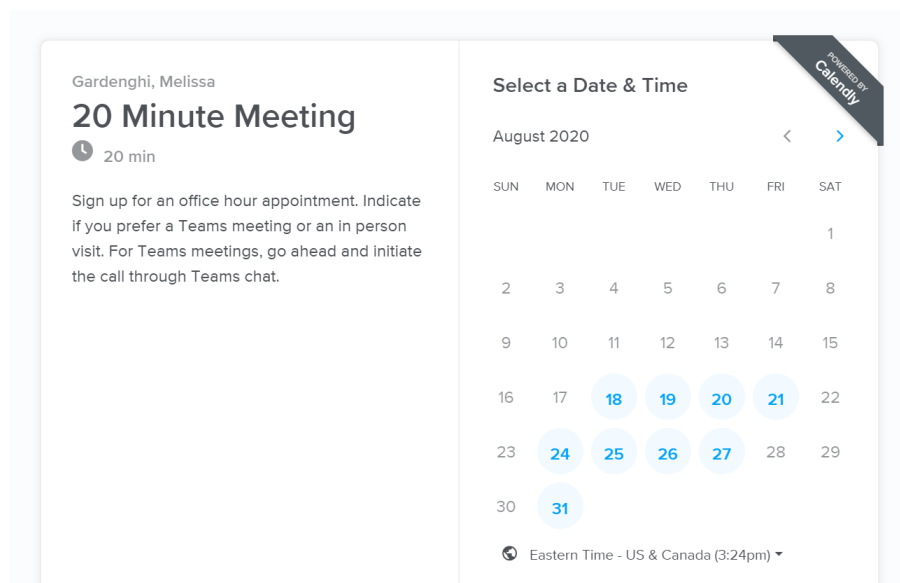 Gardenghi, Melissa
20 Minute Meeting
20 min
Sign up for an office hour appointment. Indicate
if you prefer a Teams meeting or an in person
visit. For Teams meetings, go ahead and initiate
the call through Teams chat.
POWERED BY
Calendly
Select a Date & Time
August 2020
SUN MON TUE WED THU FRI SAT
1
2 3 4 5 6 7 8
9 10 11 12 13 14 15
16 17 18 19 20 21 22
23 24 25 26 27 28 29
30 31
Eastern Time - US & Canada (3:24pm)